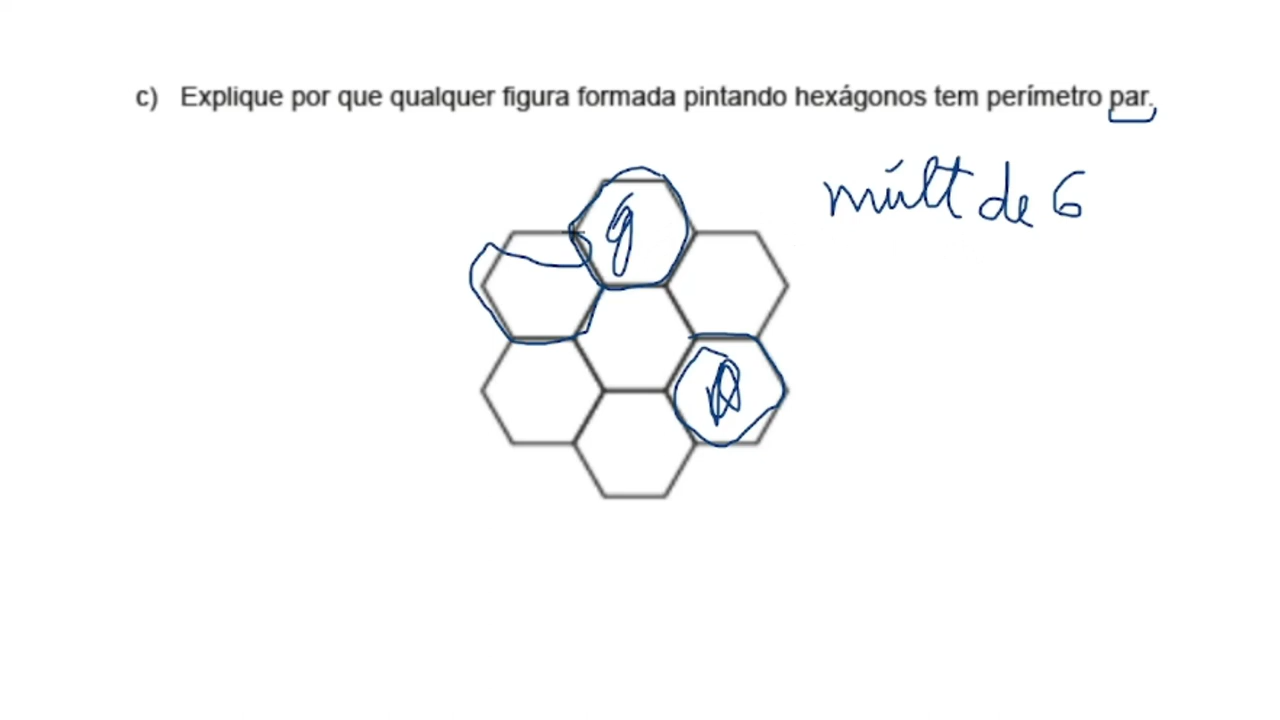 c) Explique por que qualquer figura formada pintando hexágonos tem perímetro par.
múlt de 6